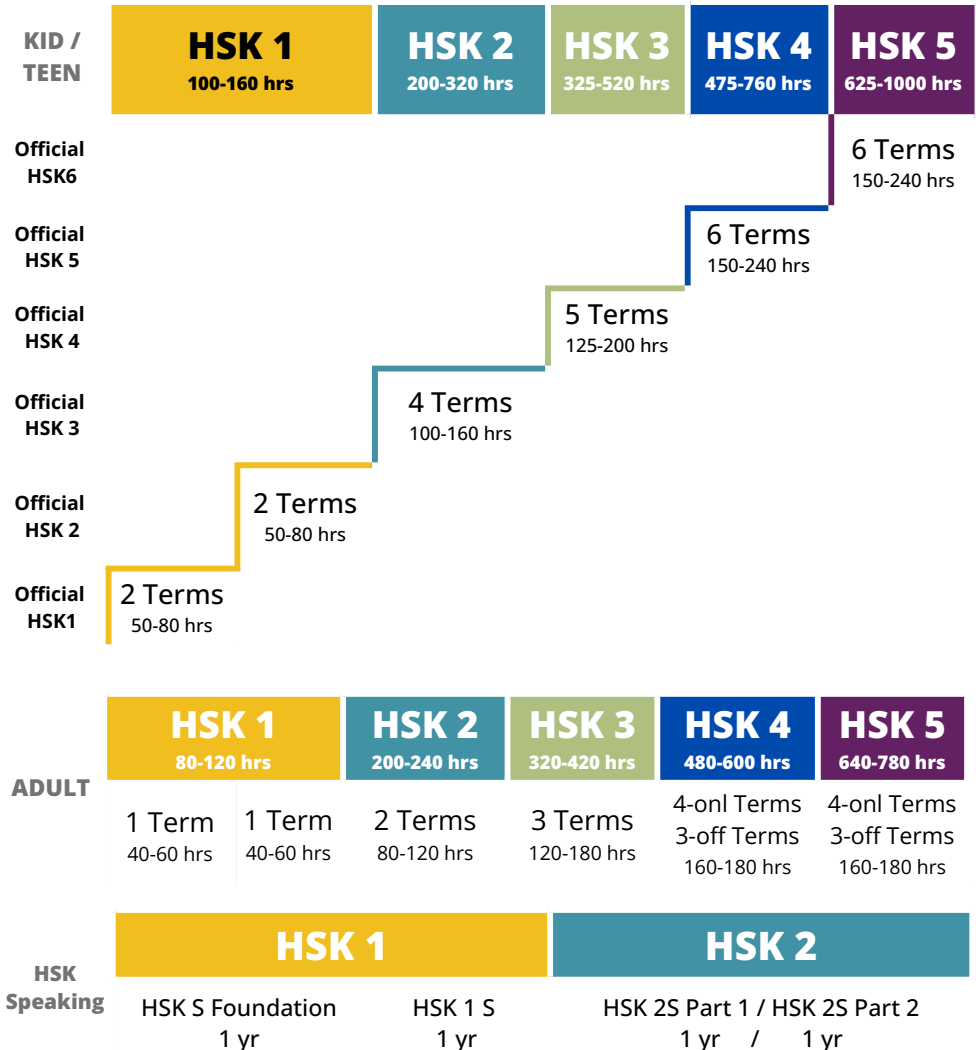 KID /
TEEN
HSK 1
100-160 hrs
HSK 2
200-320 hrs
HSK 3
325-520 hrs
HSK 4
475-760 hrs
HSK 5
625-1000 hrs
Official
HSK6
6 Terms
150-240 hrs
Official
HSK 5
6 Terms
150-240 hrs
Official
HSK 4
5 Terms
125-200 hrs
Official
HSK 3
4 Terms
100-160 hrs
Official
HSK 2
2 Terms
50-80 hrs
Official
HSK1
2 Terms
50-80 hrs
ADULT
HSK 1
80-120 hrs
HSK 2
200-240 hrs
HSK 3
320-420 hrs
HSK 4
480-600 hrs
HSK 5
640-780 hrs
1 Term
40-60 hrs
1 Term
40-60 hrs
2 Terms
80-120 hrs
3 Terms
120-180 hrs
4-onl Terms
3-off Terms
160-180 hrs
4-onl Terms
3-off Terms
160-180 hrs
HSK
Speaking
HSK 1
HSK 2
HSK S Foundation
1 yr
HSK 1 S
1 yr
HSK 2S Part 1 / HSK 2S Part 2
1 yr / 1 yr